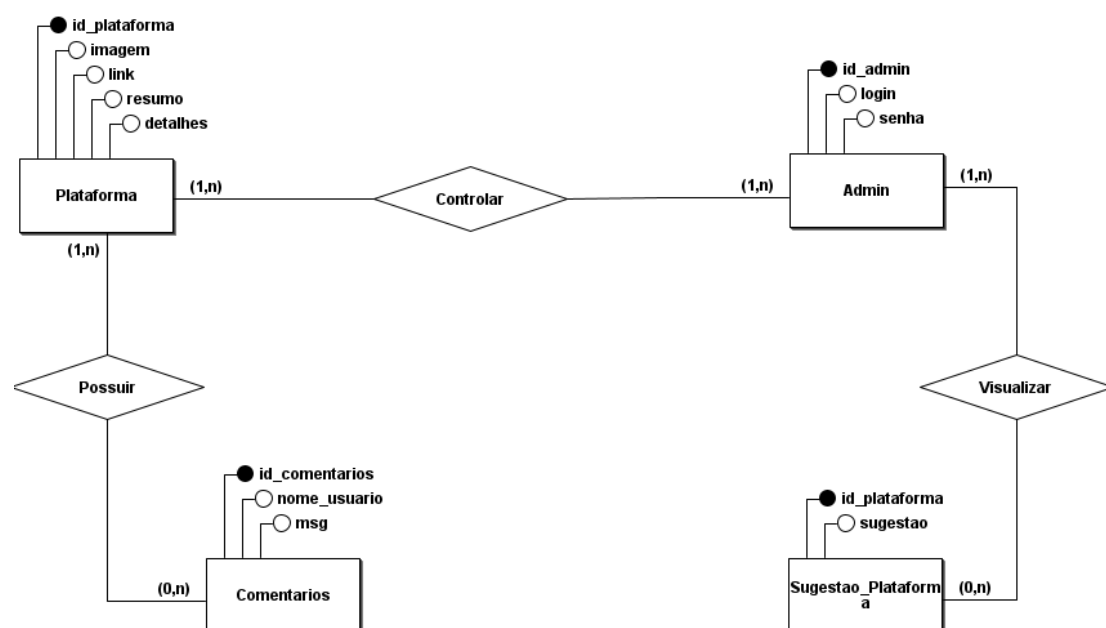 id_plataforma
imagem
link
resumo
detalhes
Plataforma
(1,n)
Controlar
(1,n)
id_admin
login
senha
Admin
(1,n)
(1,n)
Possuir
Visualizar
id_comentarios
nome_usuario
msg
(0,n)
Comentarios
id_plataforma
sugestao
Sugestao_Plataform
a
(0,n)